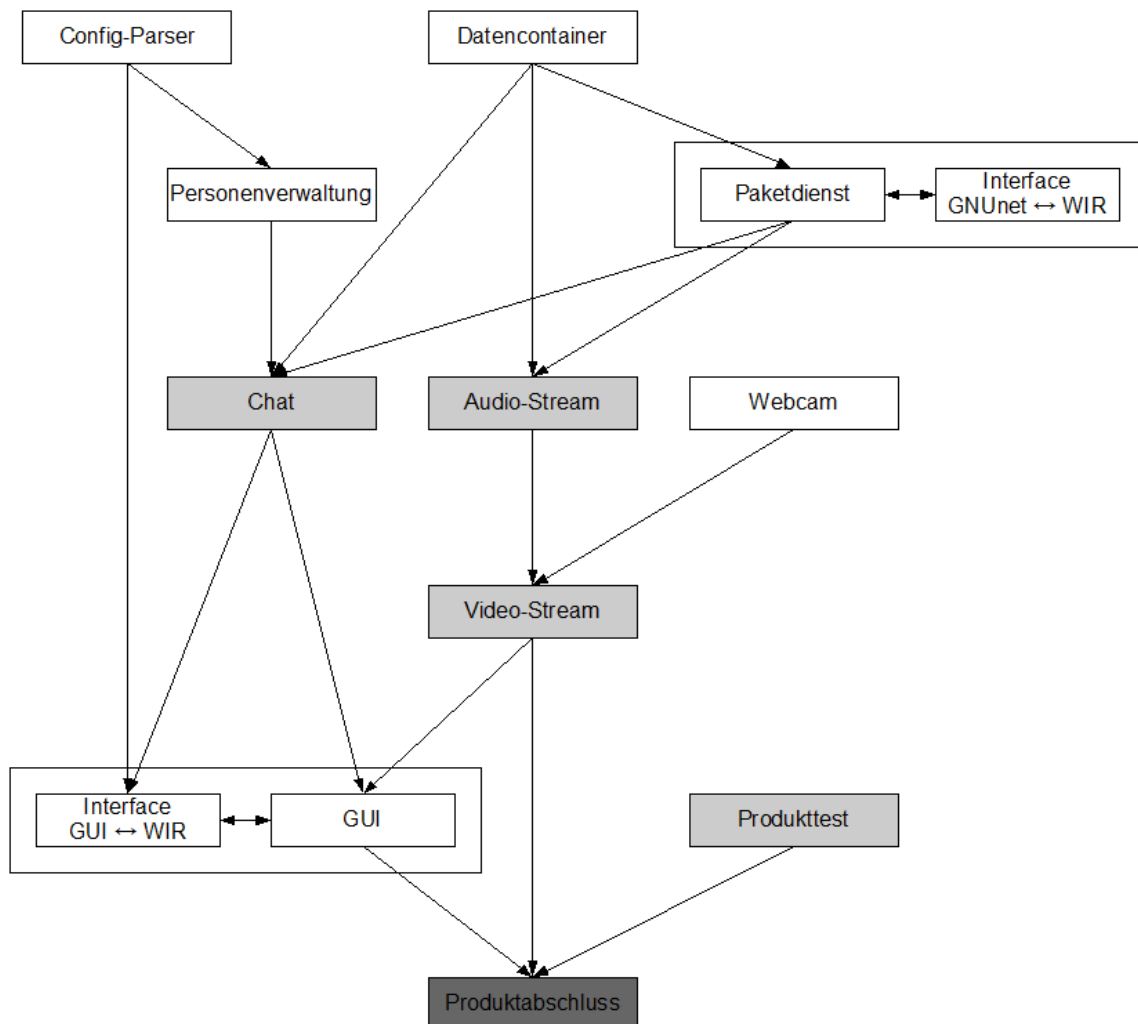 Config-Parser
Datencontainer
Personenverwaltung
Paketdienst
Interface
GNUnet ↔ WIR
Chat
Audio-Stream
Webcam
Video-Stream
Interface
GUI ↔ WIR
GUI
Produkttest
Produktabschluss